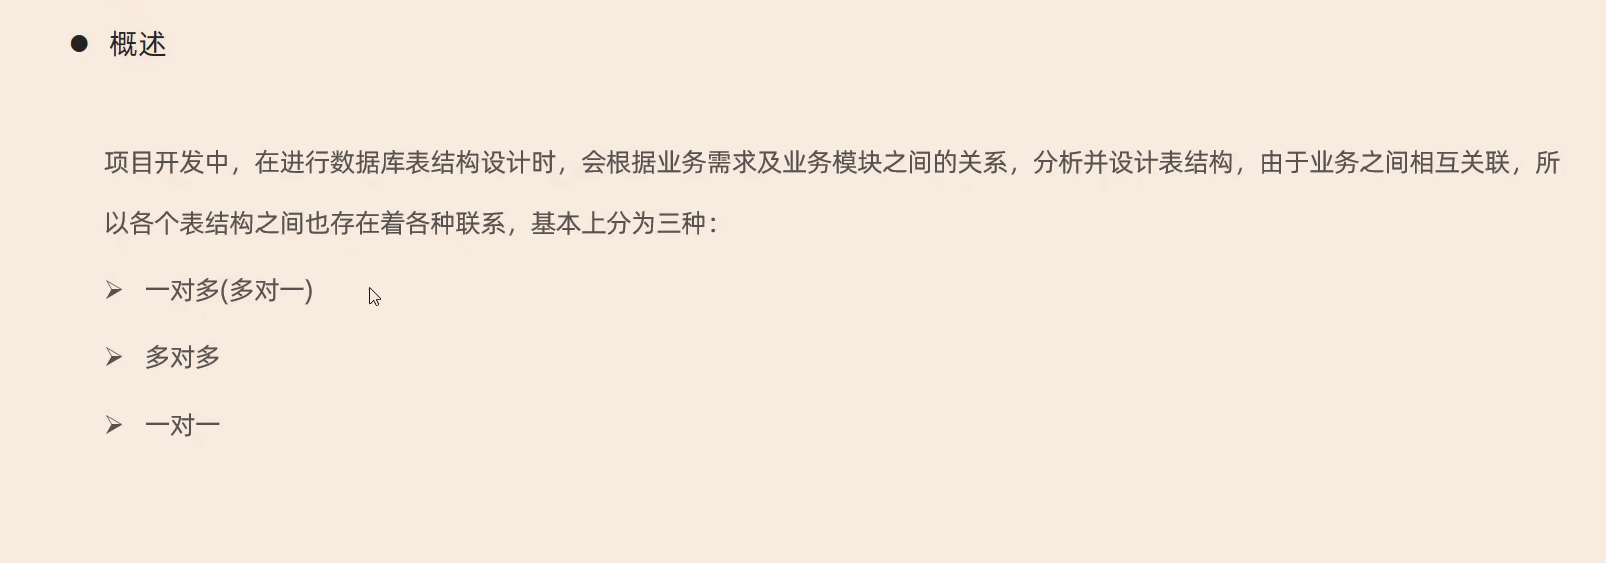 ● 概述
项目开发中，在进行数据库表结构设计时，会根据业务需求及业务模块之间的关系，分析并设计表结构，由于业务之间相互关联，所
以各个表结构之间也存在着各种联系，基本上分为三种：
➢ 一对多(多对一)
➢ 多对多
➢ 一对一